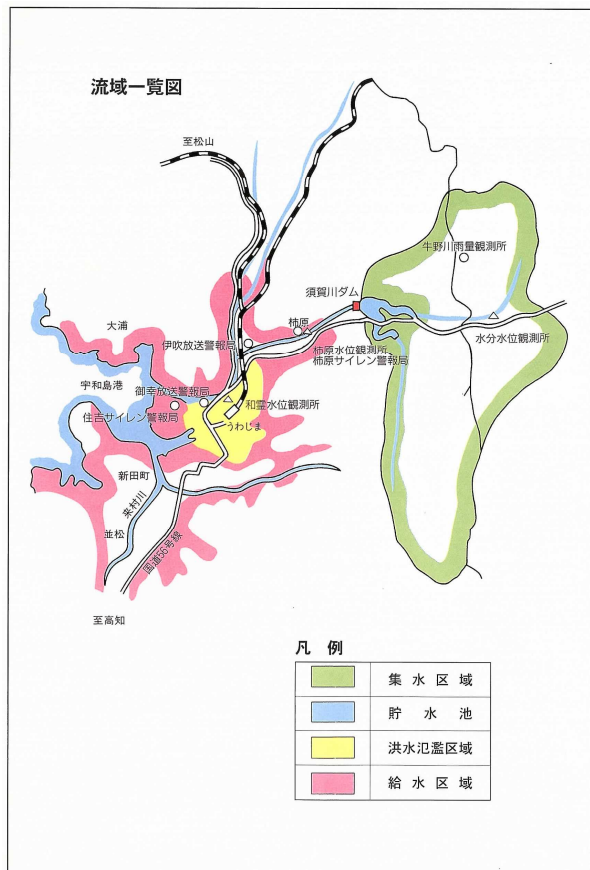 流域一覧図
至松山
牛野川雨量観測所
須賀川ダム
大浦
柿原
伊吹放送警報局
柿原水位観測所
柿原サイレン警報局
水分水位観測所
宇和島港
御幸放送警報局
和霊水位観測所
住吉サイレン警報局
うわじま
新田町
来村川
並松
国道56号線
至高知
凡 例
集水区域
貯水池
洪水氾濫区域
給水区域